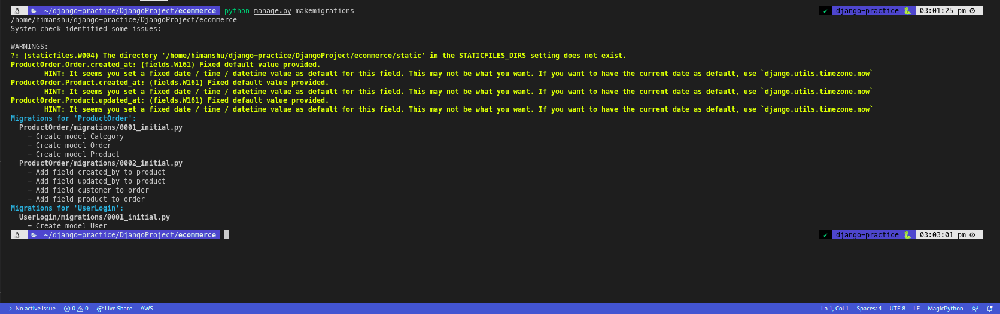 ~/django-practice/DjangoProject/ecommerce python manage.py makemigrations ✔ django-practice 🐍 03:01:25 pm
/home/himanshu/django-practice/DjangoProject/ecommerce
System check identified some issues:
WARNINGS:
?: (staticfiles.W004) The directory '/home/himanshu/django-practice/DjangoProject/ecommerce/static' in the STATICFILES_DIRS setting does not exist.
ProductOrder.Order.created_at: (fields.W161) Fixed default value provided.
HINT: It seems you set a fixed date / time / datetime value as default for this field. This may not be what you want. If you want to have the current date as default, use `django.utils.timezone.now`
ProductOrder.Product.created_at: (fields.W161) Fixed default value provided.
HINT: It seems you set a fixed date / time / datetime value as default for this field. This may not be what you want. If you want to have the current date as default, use `django.utils.timezone.now`
ProductOrder.Product.updated_at: (fields.W161) Fixed default value provided.
HINT: It seems you set a fixed date / time / datetime value as default for this field. This may not be what you want. If you want to have the current date as default, use `django.utils.timezone.now`
Migrations for 'ProductOrder':
ProductOrder/migrations/0001_initial.py
- Create model Category
- Create model Order
- Create model Product
ProductOrder/migrations/0002_initial.py
- Add field created_by to product
- Add field updated_by to product
- Add field customer to order
- Add field product to order
Migrations for 'UserLogin':
UserLogin/migrations/0001_initial.py
- Create model User
~/django-practice/DjangoProject/ecommerce ✔ django-practice 🐍 03:03:01 pm
No active issue 0 0 Live Share AWS Ln 1, Col 1 Spaces: 4 UTF-8 LF MagicPython